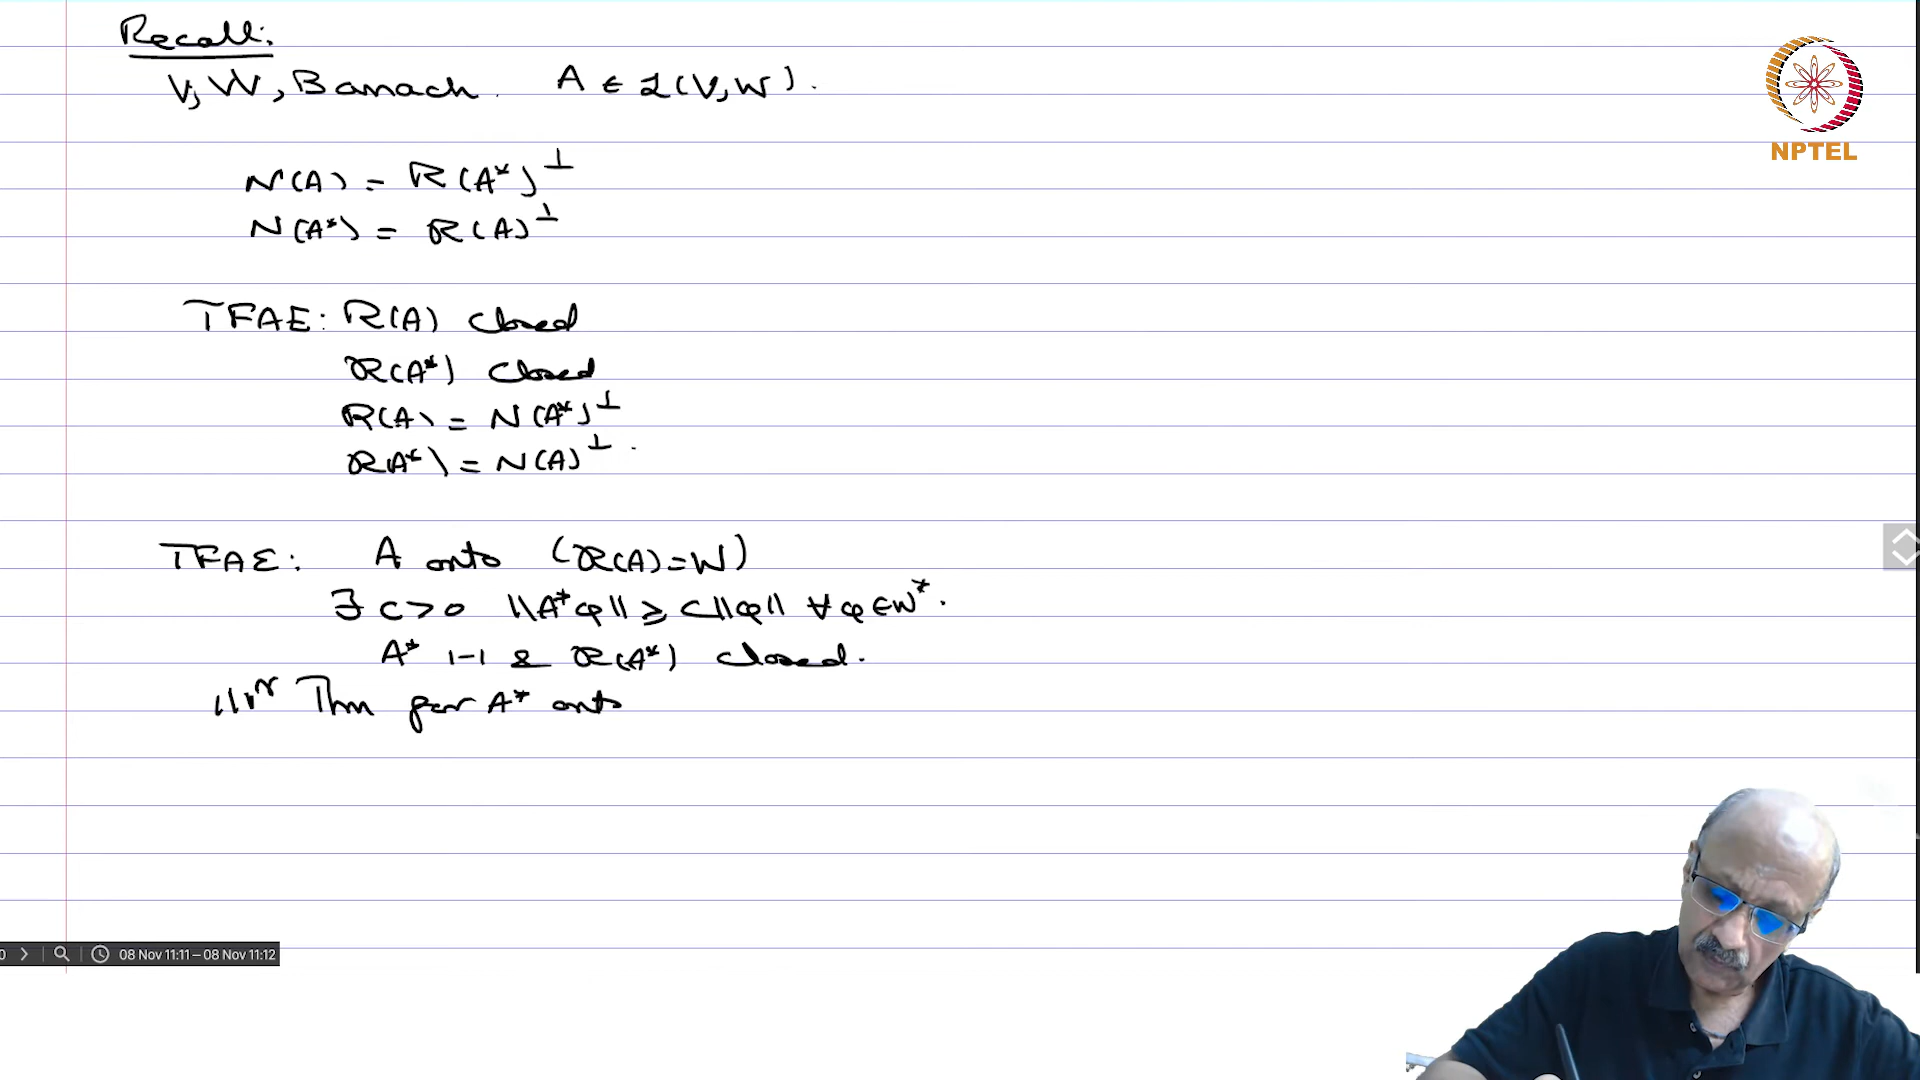 Recall:
V, W, Banach. A ∈ L(V, W).
NPTEL
N(A) = R(A*)^⊥
N(A*) = R(A)^⊥
TFAE: R(A) closed
R(A*) closed
R(A) = N(A*)^⊥
R(A*) = N(A)^⊥.
TFAE: A onto (R(A)=W)
∃ c>0 ||A*φ|| ≥ c||φ|| ∀ φ∈W*.
A* 1-1 & R(A*) closed.
|||r Thm for A* onto
08 Nov 11:11 – 08 Nov 11:12